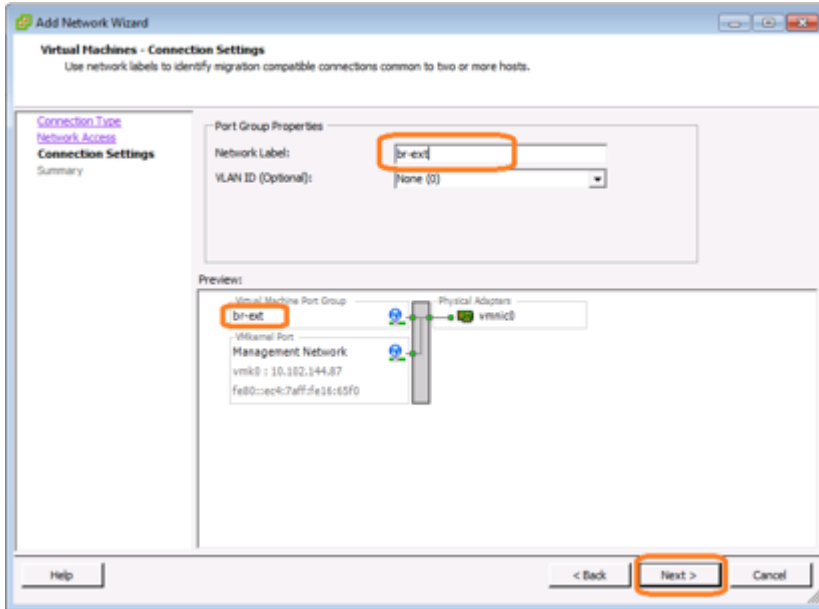 Add Network Wizard
Virtual Machines - Connection Settings
Use network labels to identify migration compatible connections common to two or more hosts.
Connection Type
Network Access
Connection Settings
Summary
Port Group Properties
Network Label:
br-ext
VLAN ID (Optional):
None (0)
Preview:
Virtual Machine Port Group
br-ext
Physical Adapters
vmnic0
VMkernel Port
Management Network
vmk0 : 10.102.144.87
fe80::ec4:7aff:fe16:65f0
Help
< Back
Next >
Cancel